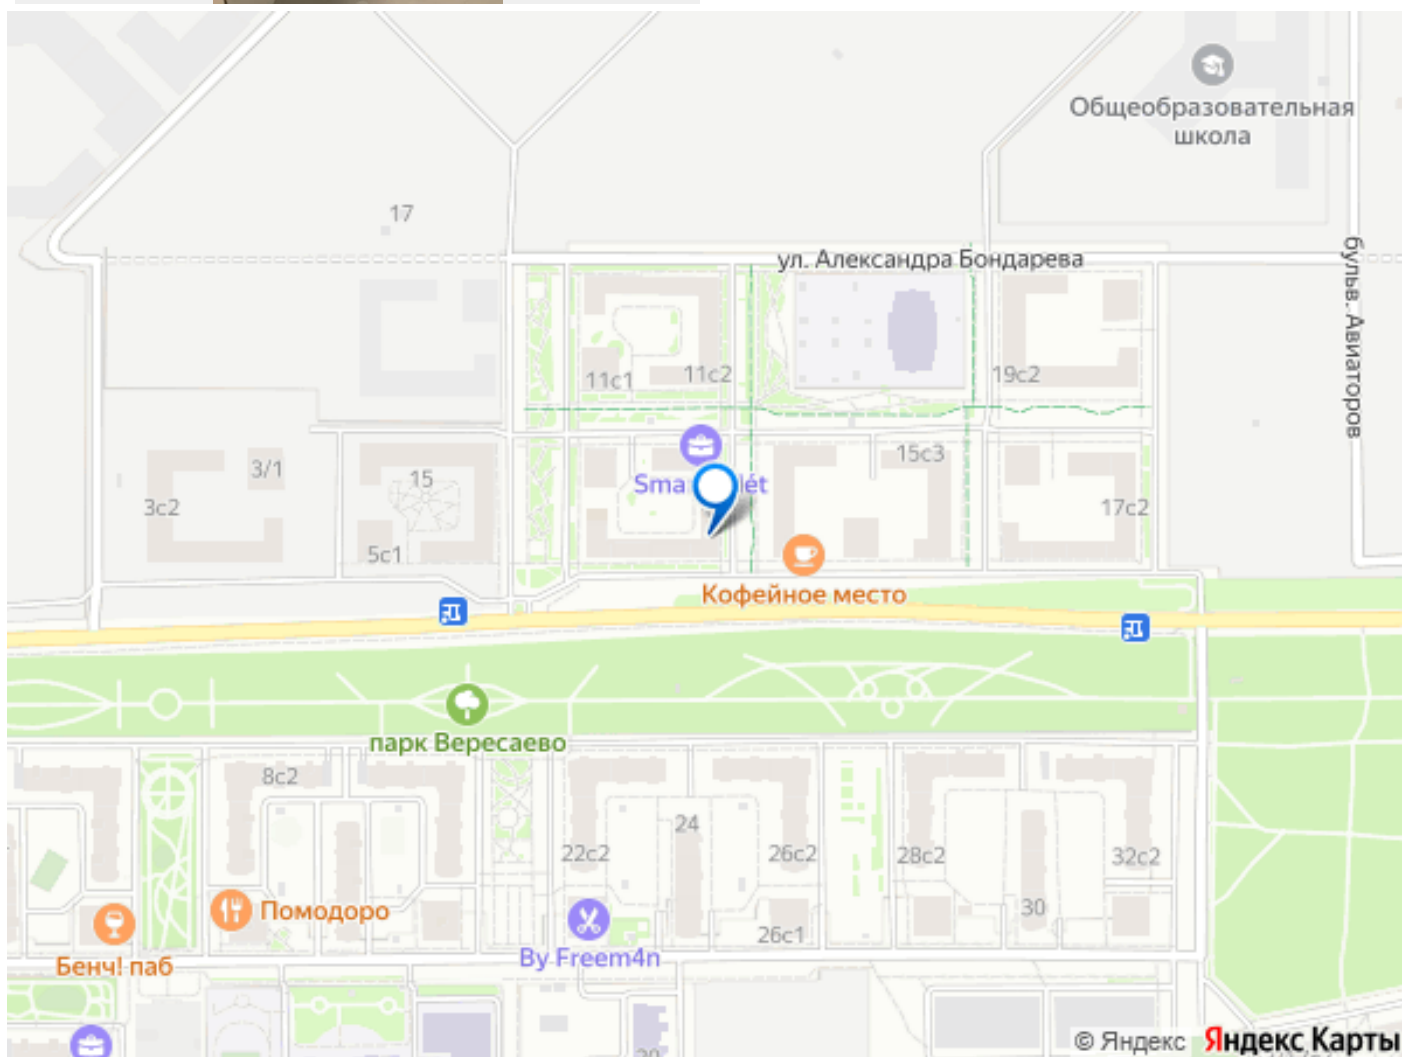 Общеобразовательная
школа
17
ул. Александра Бондарева
бульв. Авиаторов
11с1
11с2
19с2
3/1
15
15с3
3с2
17с2
5с1
Кофейное место
парк Вересаево
8с2
24
22с2
26с2
28с2
32с2
30
Помодоро
26с1
By Freem4n
Бенч! паб
© Яндекс Яндекс Карты